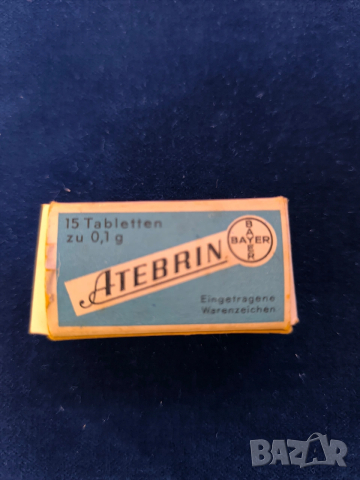 15 Tabletten
zu 0,1 g
ATEBRIN
BAYER
BAYER
Eingetragene
Warenzeichen
BAZAR